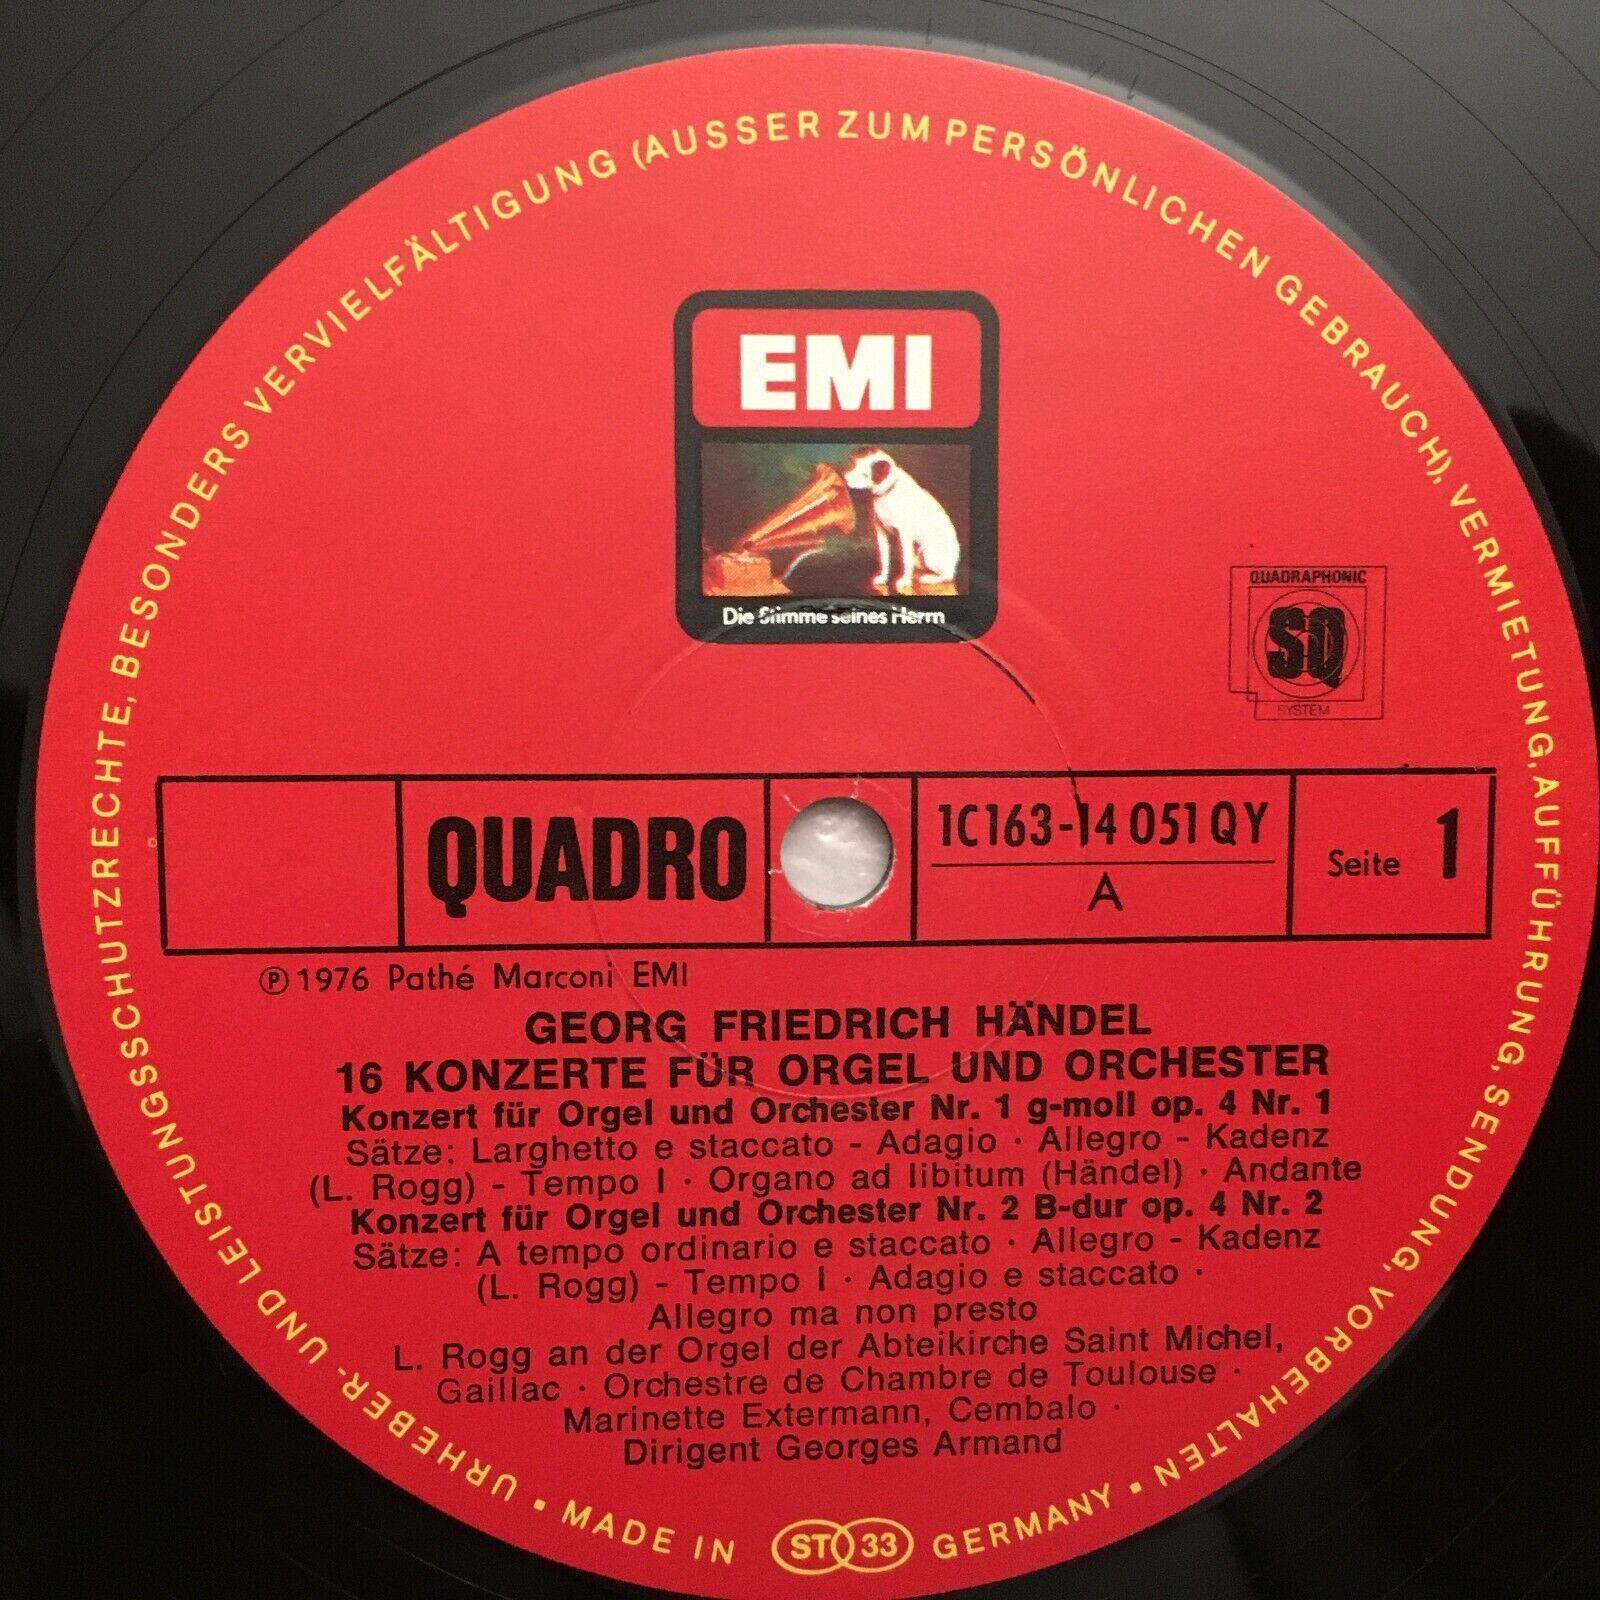 URHEBER- UND LEISTUNGSSCHUTZRECHTE, BESONDERS VERVIELFÄLTIGUNG (AUSSER ZUM PERSÖNLICHEN GEBRAUCH), VERMIETUNG, AUFFÜHRUNG, SENDUNG, VORBEHALTEN
EMI
Die Stimme seines Herrn
QUADRAPHONIC
SQ
SYSTEM
QUADRO
1C163-14 051 QY
A
Seite 1
℗ 1976 Pathé Marconi EMI
GEORG FRIEDRICH HÄNDEL
16 KONZERTE FÜR ORGEL UND ORCHESTER
Konzert für Orgel und Orchester Nr. 1 g-moll op. 4 Nr. 1
Sätze: Larghetto e staccato - Adagio · Allegro - Kadenz
(L. Rogg) - Tempo I · Organo ad libitum (Händel) · Andante
Konzert für Orgel und Orchester Nr. 2 B-dur op. 4 Nr. 2
Sätze: A tempo ordinario e staccato · Allegro - Kadenz
(L. Rogg) - Tempo I · Adagio e staccato ·
Allegro ma non presto
L. Rogg an der Orgel der Abteikirche Saint Michel,
Gaillac · Orchestre de Chambre de Toulouse ·
Marinette Extermann, Cembalo ·
Dirigent Georges Armand
· MADE IN ST 33 GERMANY ·